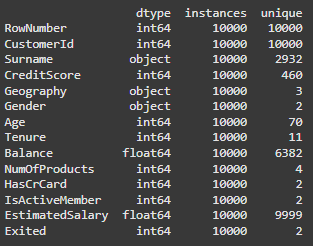 dtype instances unique
RowNumber int64 10000 10000
CustomerId int64 10000 10000
Surname object 10000 2932
CreditScore int64 10000 460
Geography object 10000 3
Gender object 10000 2
Age int64 10000 70
Tenure int64 10000 11
Balance float64 10000 6382
NumOfProducts int64 10000 4
HasCrCard int64 10000 2
IsActiveMember int64 10000 2
EstimatedSalary float64 10000 9999
Exited int64 10000 2